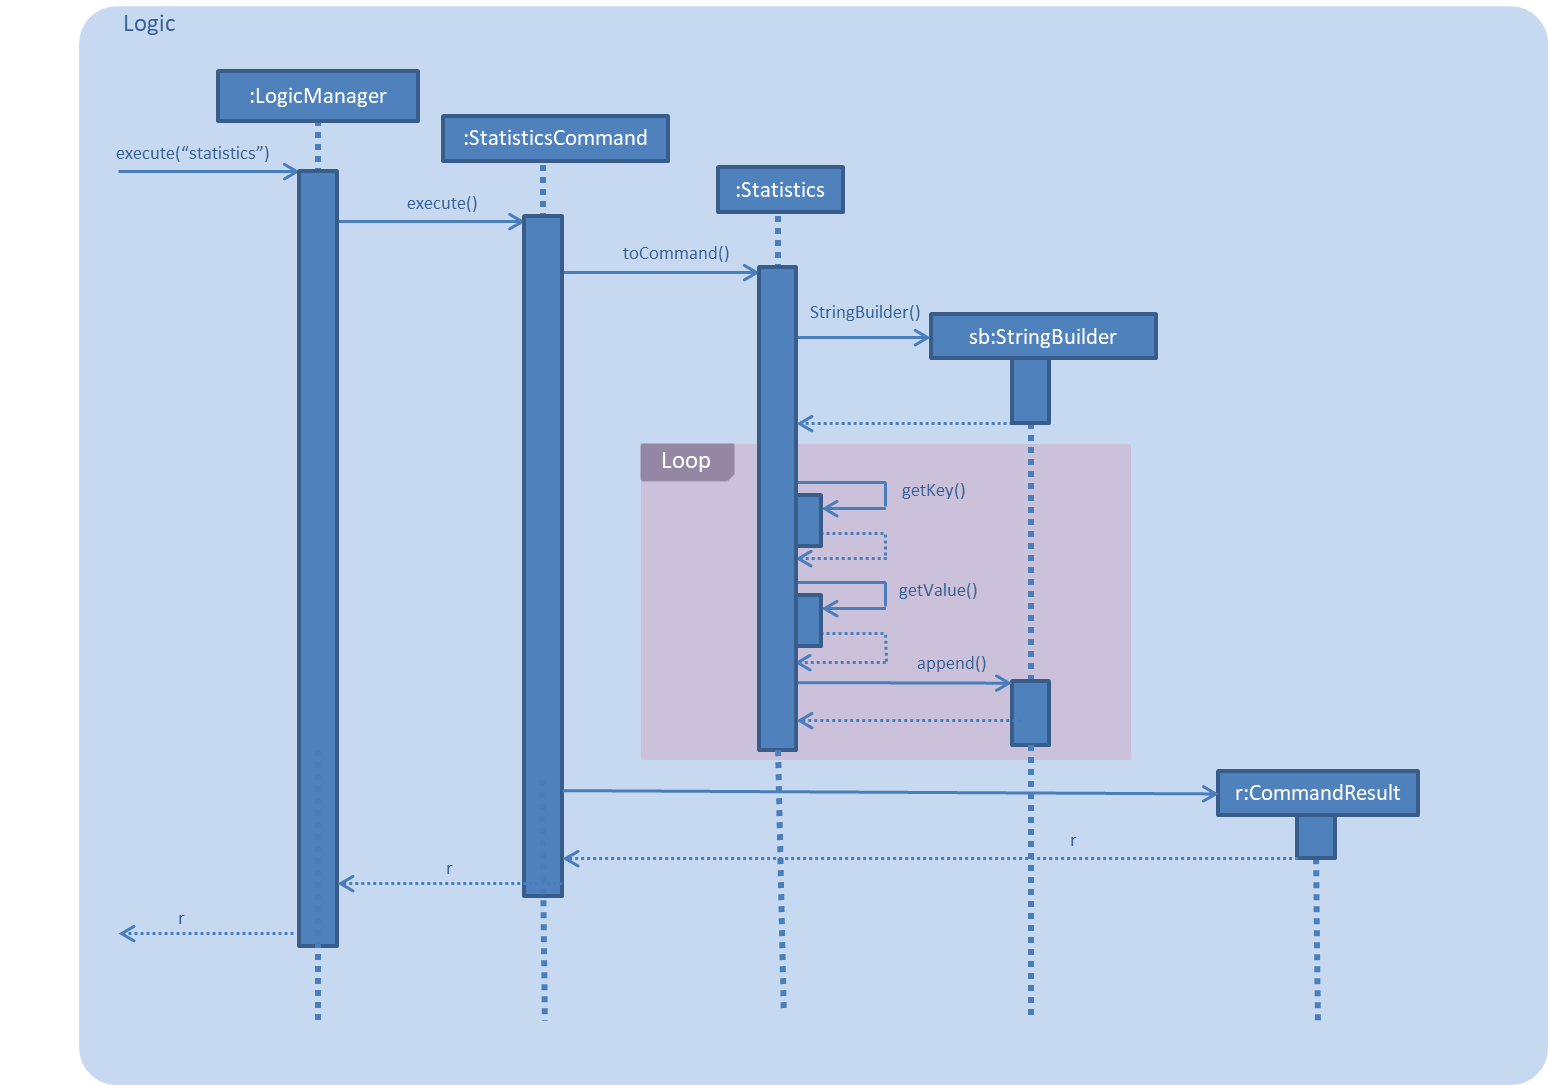 Logic
:LogicManager
:StatisticsCommand
execute(“statistics”)
:Statistics
execute()
toCommand()
StringBuilder()
sb:StringBuilder
Loop
getKey()
getValue()
append()
r:CommandResult
r
r
r